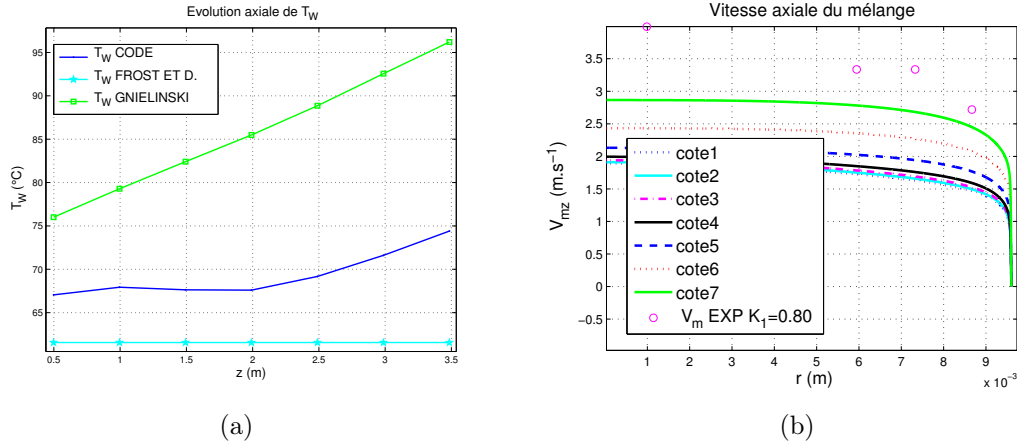 Evolution axiale de T_W
T_W CODE
T_W FROST ET D.
T_W GNIELINSKI
95
90
85
80
75
70
65
T_W (°C)
0.5 1 1.5 2 2.5 3 3.5
z (m)
(a)
Vitesse axiale du mélange
4
3.5
3
2.5
2
1.5
1
0.5
0
−0.5
V_mz (m.s⁻¹)
cote1
cote2
cote3
cote4
cote5
cote6
cote7
V_m EXP K_1=0.80
1 2 3 4 5 6 7 8 9
r (m)
x 10⁻³
(b)